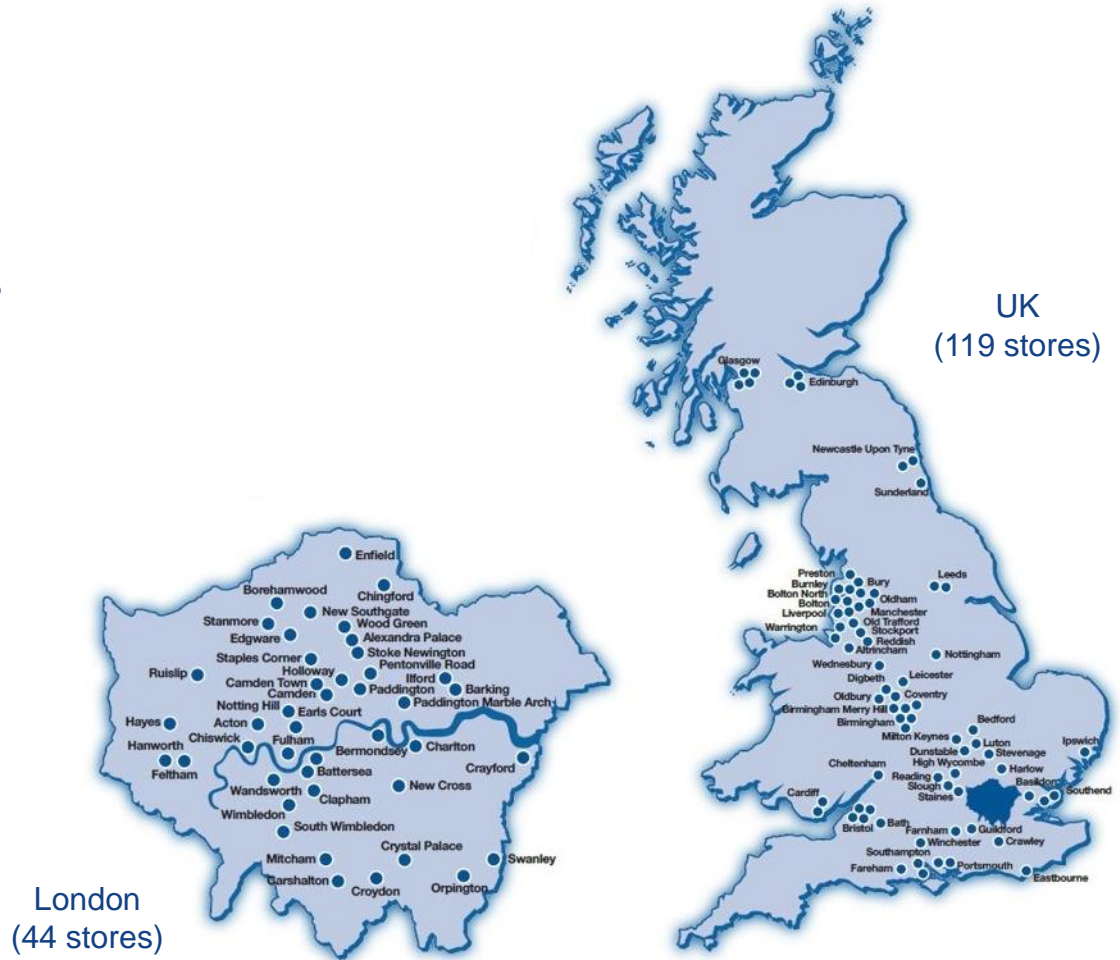 UK
(119 stores)
Glasgow
Edinburgh
Newcastle Upon Tyne
Sunderland
Preston
Burnley
Bury
Leeds
Bolton North
Oldham
Bolton
Manchester
Liverpool
Old Trafford
Warrington
Stockport
Reddish
Altrincham
Wednesbury
Nottingham
Digbeth
Leicester
Oldbury
Coventry
Birmingham Merry Hill
Birmingham
Bedford
Milton Keynes
Luton
Ipswich
Dunstable
Stevenage
Cheltenham
High Wycombe
Harlow
Reading
Basildon
Slough
Southend
Staines
Cardiff
Bristol
Bath
Farnham
Guildford
Winchester
Crawley
Southampton
Fareham
Portsmouth
Eastbourne
Enfield
Borehamwood
Chingford
Stanmore
New Southgate
Wood Green
Edgware
Alexandra Palace
Stoke Newington
Staples Corner
Pentonville Road
Ruislip
Holloway
Ilford
Camden Town
Paddington
Barking
Camden
Paddington Marble Arch
Notting Hill
Earls Court
Hayes
Acton
Chiswick
Fulham
Hanworth
Bermondsey
Charlton
Feltham
Battersea
Crayford
Wandsworth
New Cross
Clapham
Wimbledon
South Wimbledon
Crystal Palace
Mitcham
Swanley
Carshalton
Croydon
Orpington
London
(44 stores)